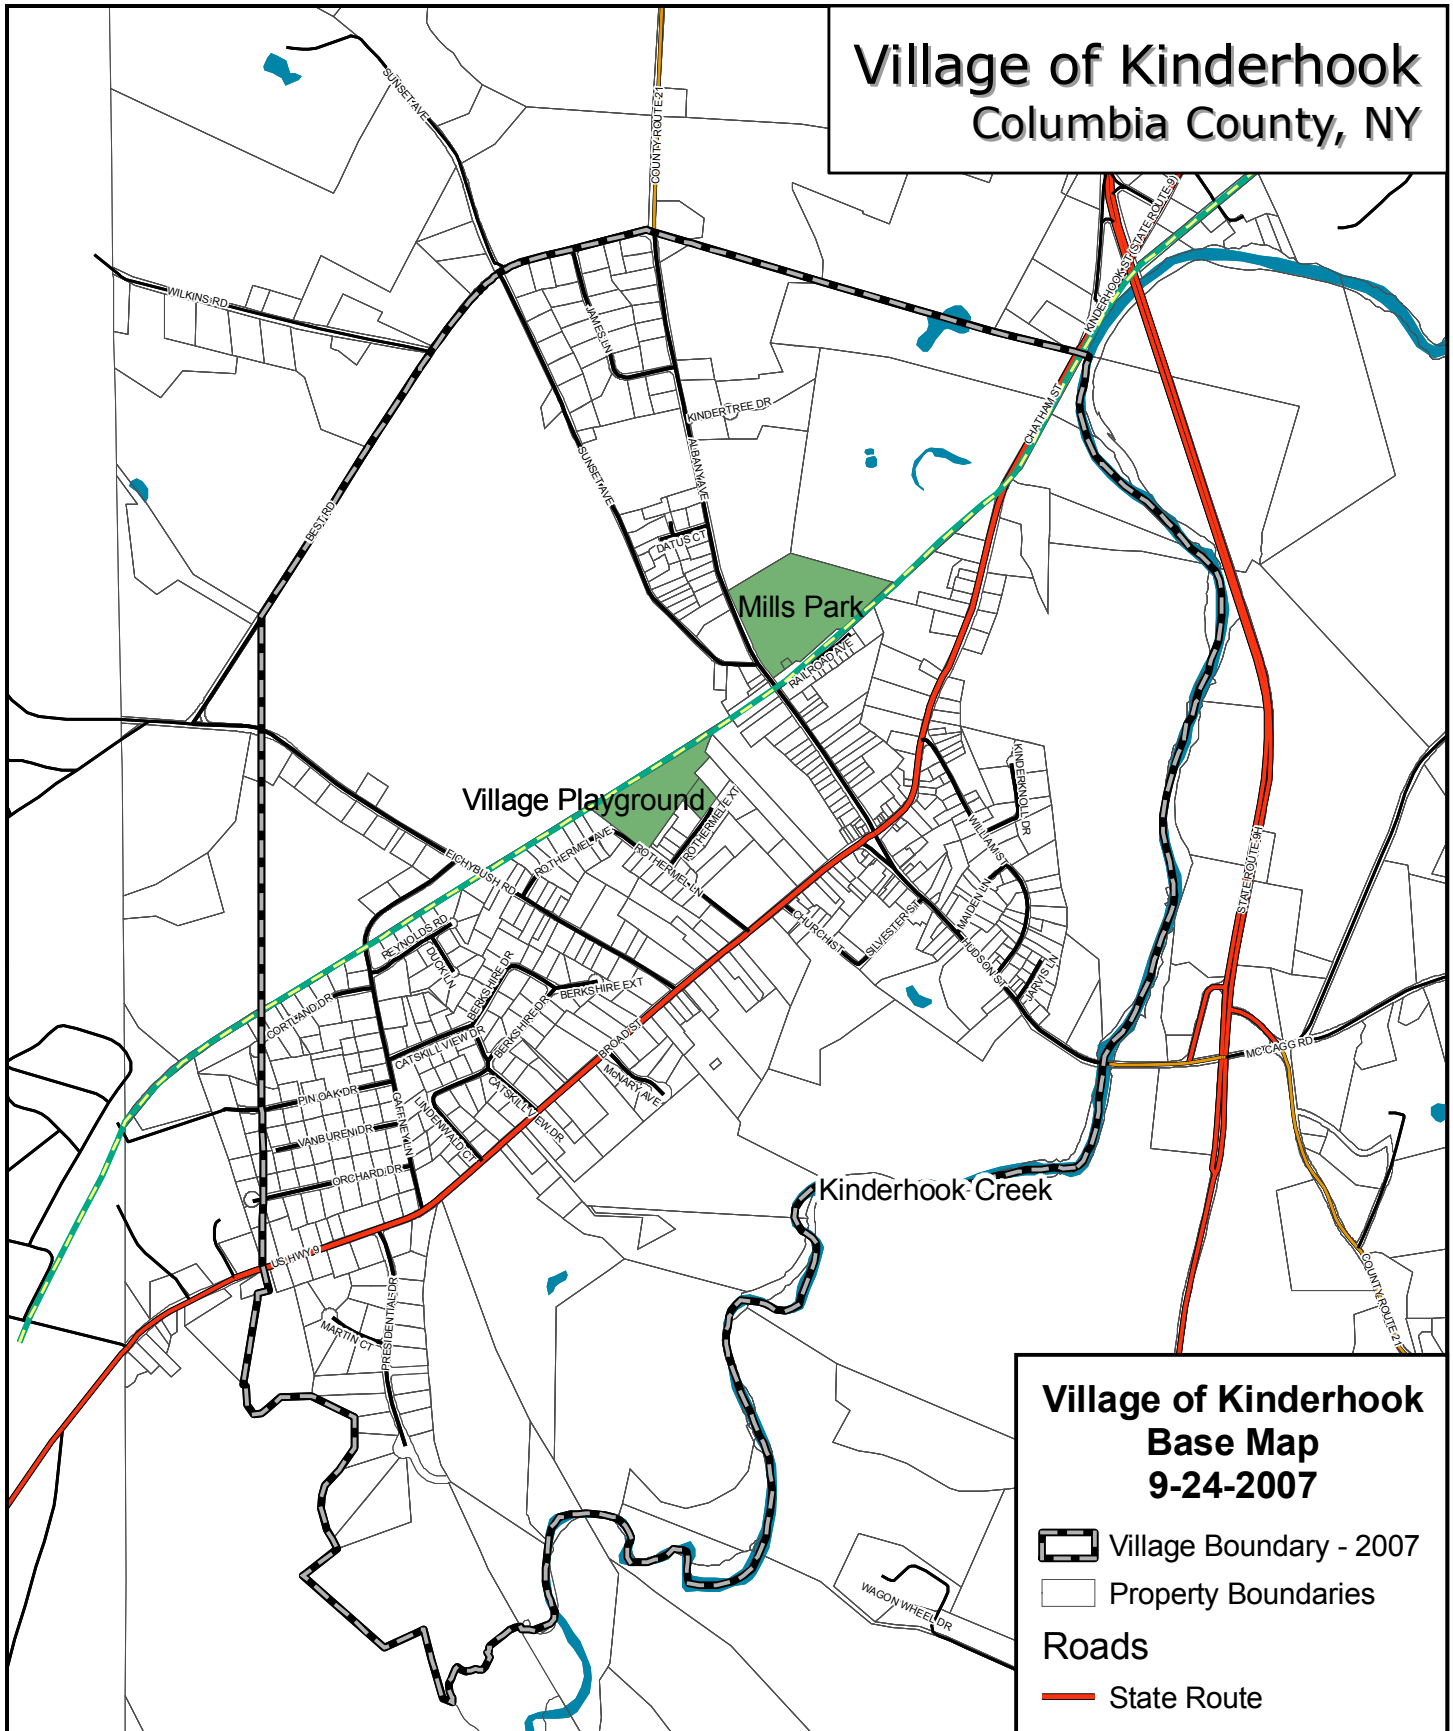 Village of Kinderhook
Columbia County, NY
SUNSET AVE
COUNTY ROUTE 21
KINDERHOOK ST (STATE ROUTE 9)
WILKINS RD
JAMES LN
KINDERTREE DR
CHATHAM ST
ALBANY AVE
SUNSET AVE
BEST RD
DATUS CT
Mills Park
RAILROAD AVE
KINDERKNOLL DR
Village Playground
ROTHERMEL EXT
WILLIAM ST
ROTHERMEL AVE
ROTHERMEL LN
EICHYBUSH RD
STATE ROUTE 9H
MAIDEN LN
CHURCH ST
SILVESTER ST
REYNOLDS RD
DUCK LN
HUDSON ST
JARVIS LN
BERKSHIRE DR
BERKSHIRE EXT
BERKSHIRE DR
CORTLAND DR
CATSKILL VIEW DR
BROAD ST
MC CAGG RD
McNARY AVE
PIN OAK DR
CATSKILL VIEW DR
LINDENWALD CT
GAFFNEY LN
VANBUREN DR
ORCHARD DR
Kinderhook Creek
US HWY 9
PRESIDENTIAL DR
MARTIN CT
COUNTY ROUTE 21
WAGON WHEEL DR
Village of Kinderhook
Base Map
9-24-2007
Village Boundary - 2007
Property Boundaries
Roads
State Route